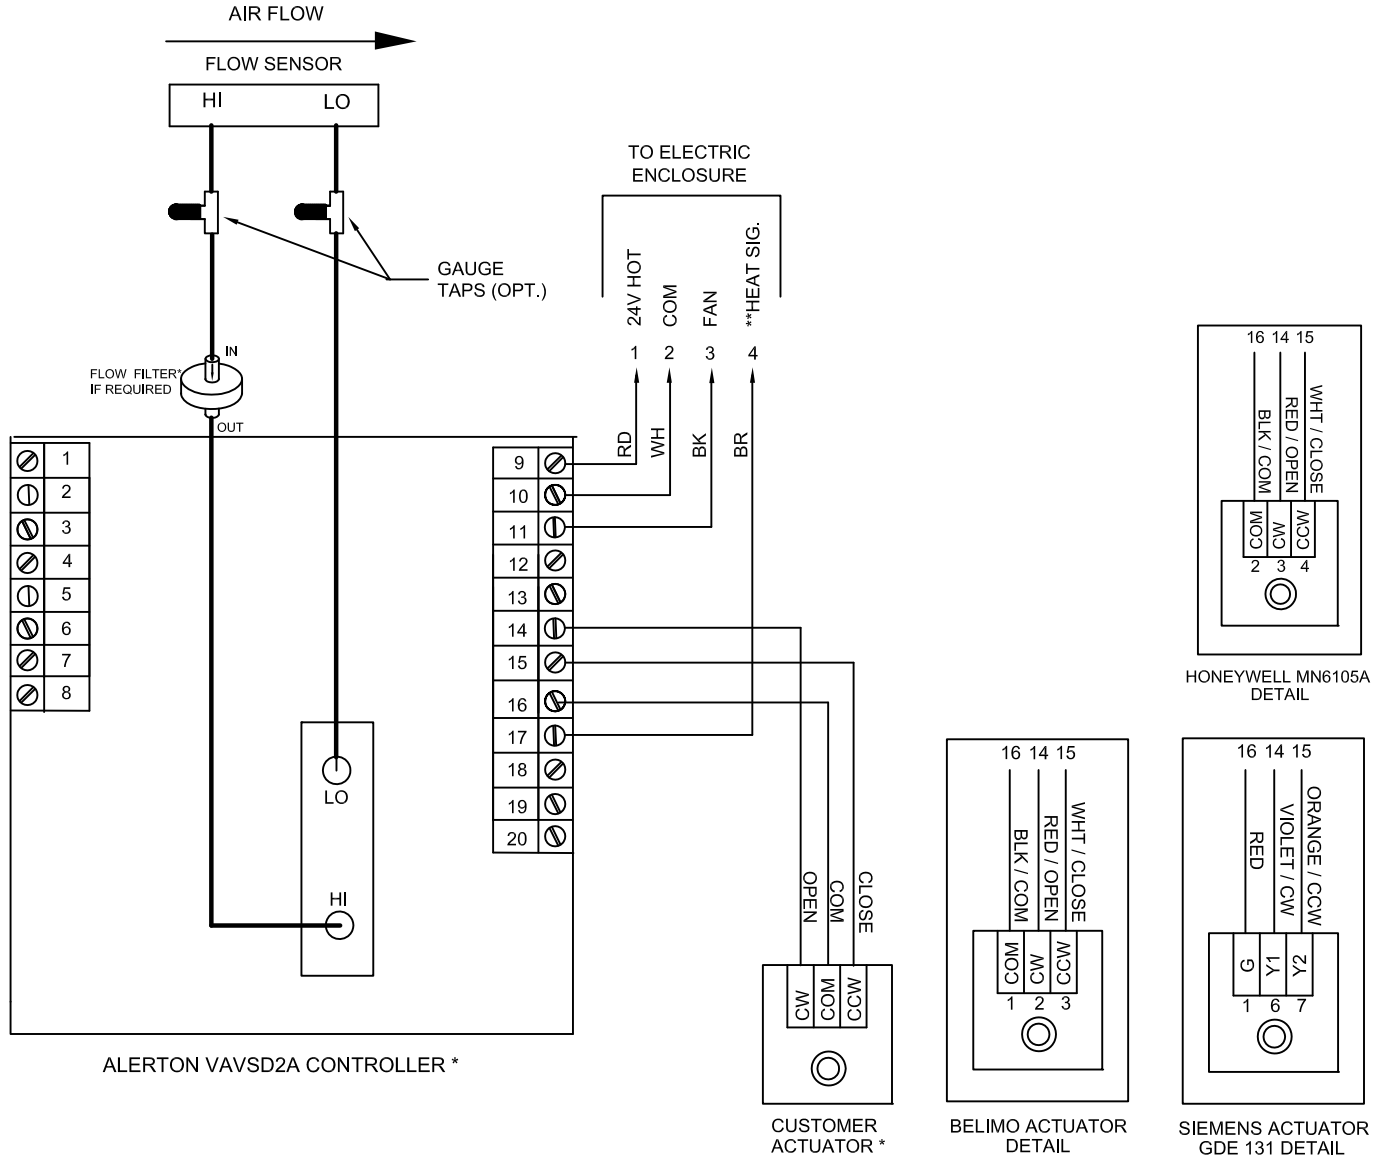 AIR FLOW
FLOW SENSOR
HI
LO
GAUGE
TAPS (OPT.)
IN
FLOW FILTER*
IF REQUIRED
OUT
TO ELECTRIC
ENCLOSURE
24V HOT
COM
FAN
**HEAT SIG.
1
2
3
4
RD
WH
BK
BR
1
2
3
4
5
6
7
8
9
10
11
12
13
14
15
16
17
18
19
20
LO
HI
ALERTON VAVSD2A CONTROLLER *
OPEN
COM
CLOSE
CW
COM
CCW
CUSTOMER
ACTUATOR *
16 14 15
BLK / COM
RED / OPEN
WHT / CLOSE
COM
CW
CCW
1 2 3
BELIMO ACTUATOR
DETAIL
16 14 15
BLK / COM
RED / OPEN
WHT / CLOSE
COM
CW
CCW
2 3 4
HONEYWELL MN6105A
DETAIL
16 14 15
RED
VIOLET / CW
ORANGE / CCW
G
Y1
Y2
1 6 7
SIEMENS ACTUATOR
GDE 131 DETAIL